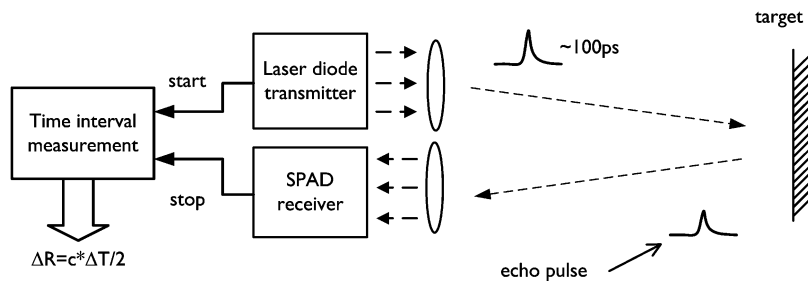 target
~100ps
Laser diode
transmitter
start
Time interval
measurement
SPAD
receiver
stop
ΔR=c*ΔT/2
echo pulse